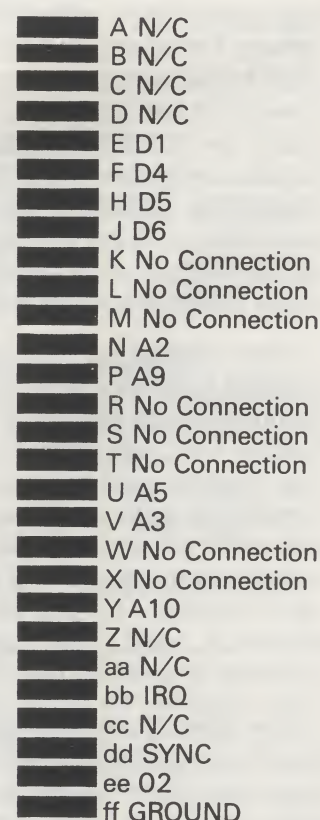 A N/C
B N/C
C N/C
D N/C
E D1
F D4
H D5
J D6
K No Connection
L No Connection
M No Connection
N A2
P A9
R No Connection
S No Connection
T No Connection
U A5
V A3
W No Connection
X No Connection
Y A10
Z N/C
aa N/C
bb IRQ
cc N/C
dd SYNC
ee 02
ff GROUND